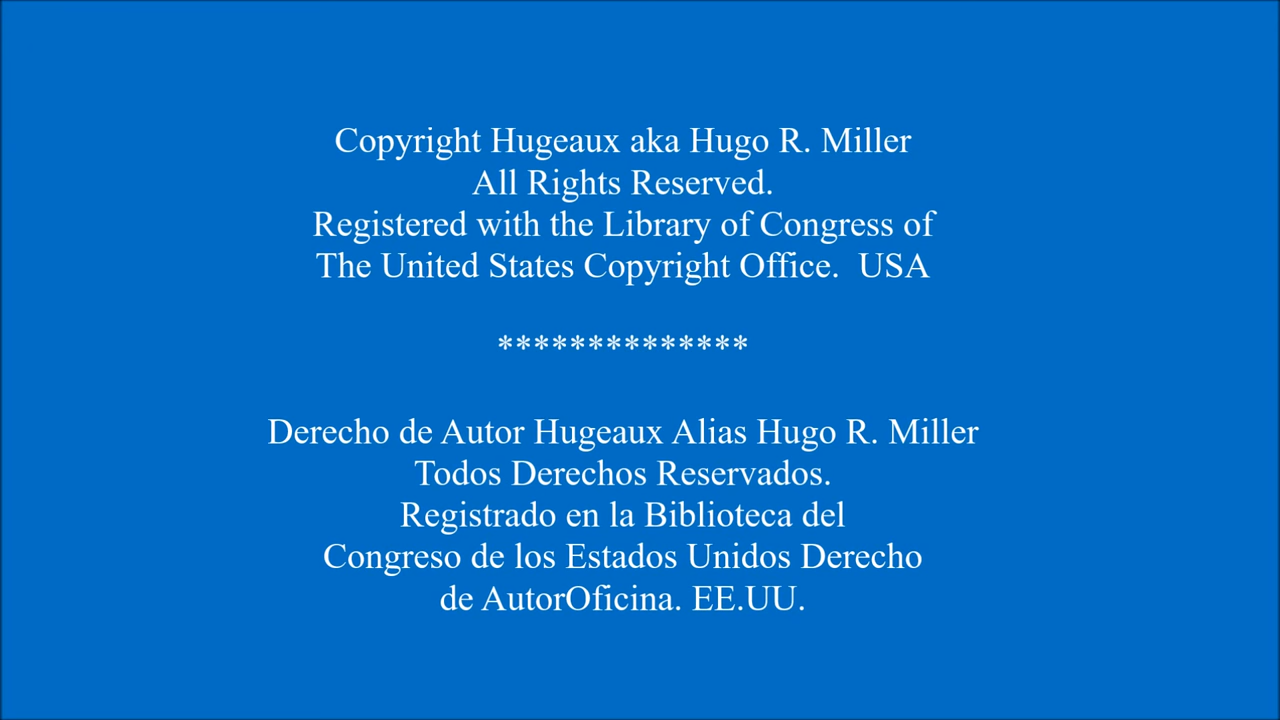 Copyright Hugeaux aka Hugo R. Miller
All Rights Reserved.
Registered with the Library of Congress of
The United States Copyright Office.  USA
**************
Derecho de Autor Hugeaux Alias Hugo R. Miller
Todos Derechos Reservados.
Registrado en la Biblioteca del
Congreso de los Estados Unidos Derecho
de AutorOficina. EE.UU.